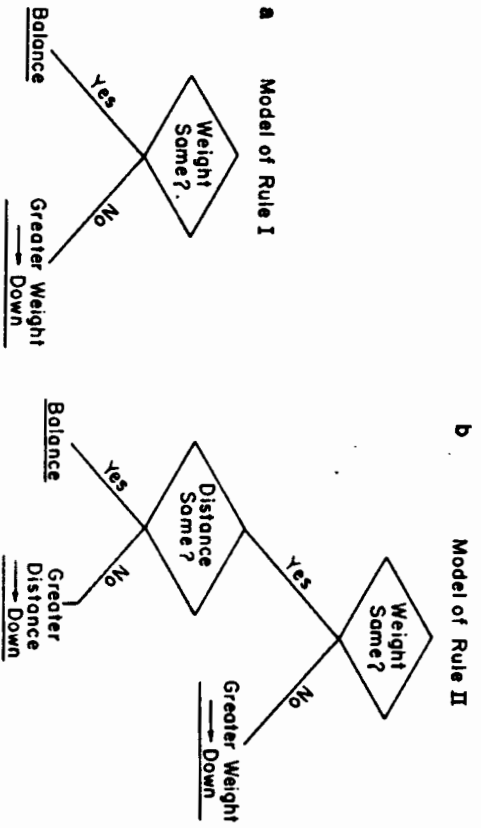 a
Model of Rule I
Weight
Same?
Yes
No
Balance
Greater Weight
→ Down
b
Model of Rule II
Weight
Same?
Yes
No
Distance
Same?
Greater Weight
→ Down
Yes
No
Balance
Greater
Distance
→ Down